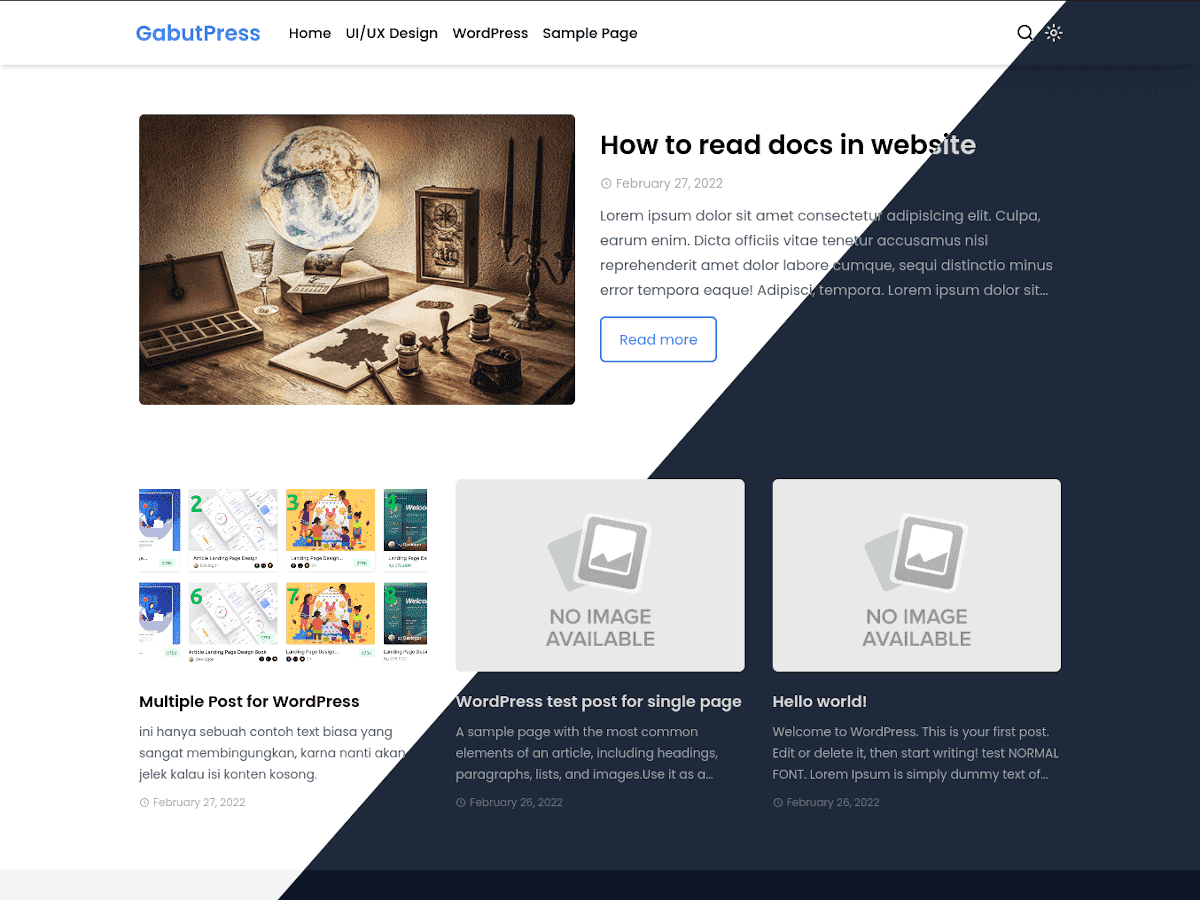 GabutPress Home UI/UX Design WordPress Sample Page
How to read docs in website
February 27, 2022
Lorem ipsum dolor sit amet consectetur adipisicing elit. Culpa,
earum enim. Dicta officiis vitae tenetur accusamus nisi
reprehenderit amet dolor labore cumque, sequi distinctio minus
error tempora eaque! Adipisci, tempora. Lorem ipsum dolor sit...
Read more
2 3 4
Welcome
Article Landing Page Design
Landing Page Design...
Landing Page D
Devlogor
6 7 8
Article Landing Page Design Book
Landing Page Design...
Landing Page Desi
Devlogor
NO IMAGE
AVAILABLE
NO IMAGE
AVAILABLE
Multiple Post for WordPress
ini hanya sebuah contoh text biasa yang
sangat membingungkan, karna nanti akan
jelek kalau isi konten kosong.
February 27, 2022
WordPress test post for single page
A sample page with the most common
elements of an article, including headings,
paragraphs, lists, and images.Use it as a...
February 26, 2022
Hello world!
Welcome to WordPress. This is your first post.
Edit or delete it, then start writing! test NORMAL
FONT. Lorem Ipsum is simply dummy text of...
February 26, 2022